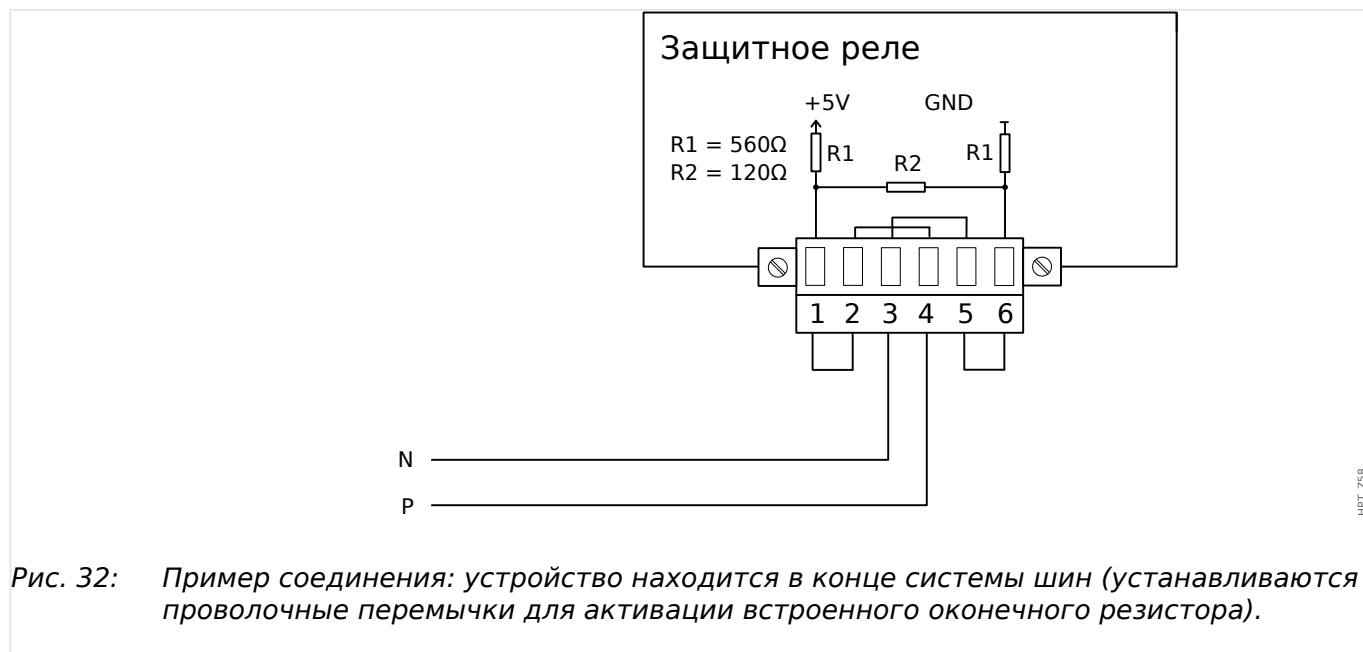 Защитное реле
+5V
GND
R1 = 560Ω
R2 = 120Ω
R1
R2
R1
1 2 3 4 5 6
N
P
HPT_Z58
Рис. 32: Пример соединения: устройство находится в конце системы шин (устанавливаются
проволочные перемычки для активации встроенного оконечного резистора).